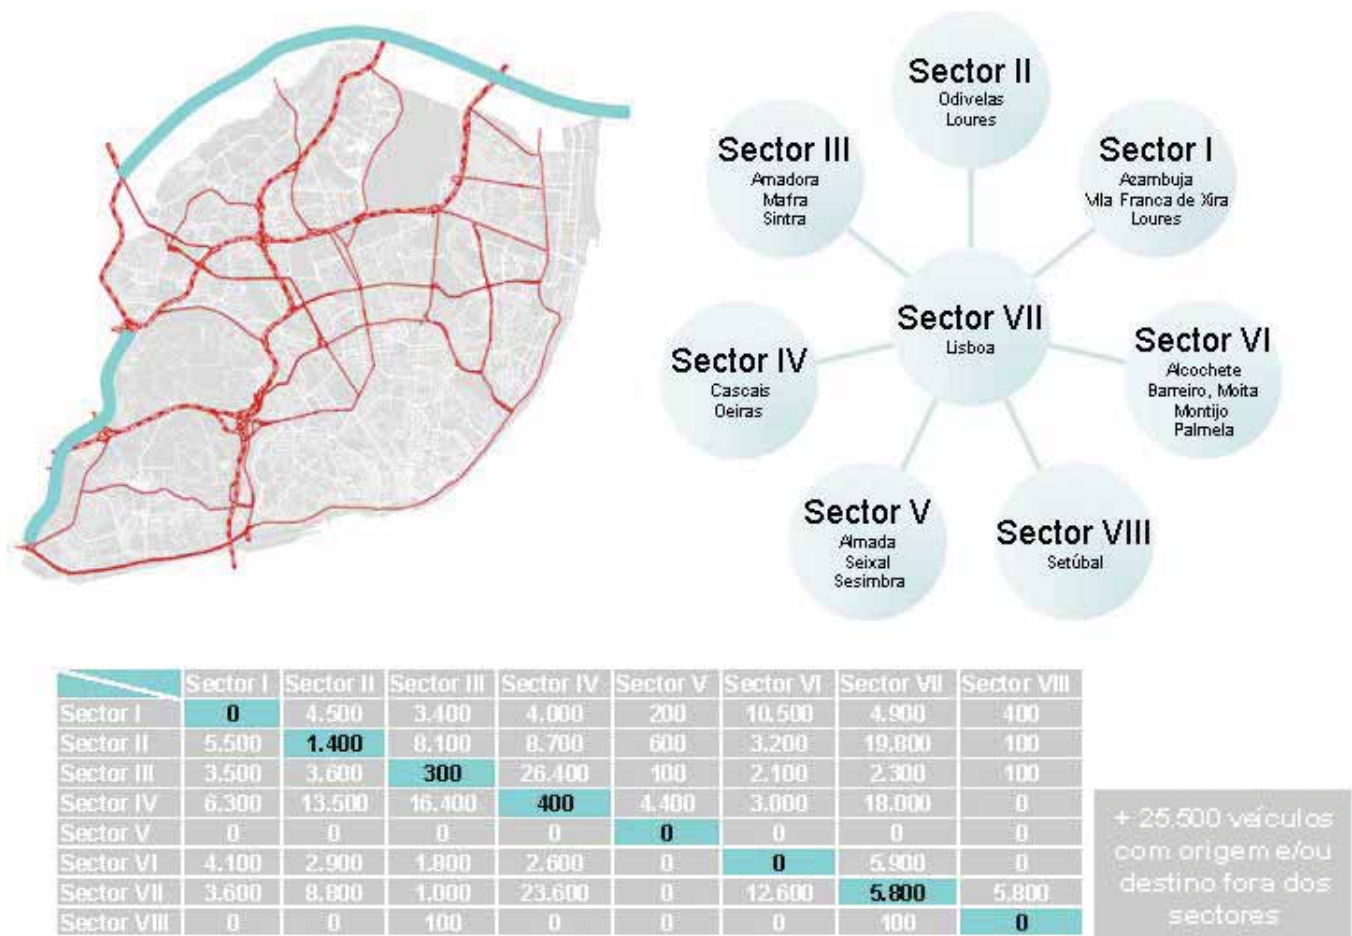 Sector II
Odivelas
Loures
Sector III
Amadora
Mafra
Sintra
Sector I
Azambuja
Vila Franca de Xira
Loures
Sector VII
Lisboa
Sector IV
Cascais
Oeiras
Sector VI
Alcochete
Barreiro, Moita
Montijo
Palmela
Sector V
Almada
Seixal
Sesimbra
Sector VIII
Setúbal
Sector I Sector II Sector III Sector IV Sector V Sector VI Sector VII Sector VIII
Sector I 0 4.500 3.400 4.000 200 10.500 4.900 400
Sector II 5.500 1.400 8.100 8.700 600 3.200 19.800 100
Sector III 3.500 3.600 300 26.400 100 2.100 2.300 100
Sector IV 6.300 13.500 16.400 400 4.400 3.000 18.000 0
Sector V 0 0 0 0 0 0 0 0
Sector VI 4.100 2.900 1.800 2.600 0 0 5.900 0
Sector VII 3.600 8.800 1.000 23.600 0 12.600 5.800 5.800
Sector VIII 0 0 100 0 0 0 100 0
+ 25.500 veículos
com origem e/ou
destino fora dos
sectores